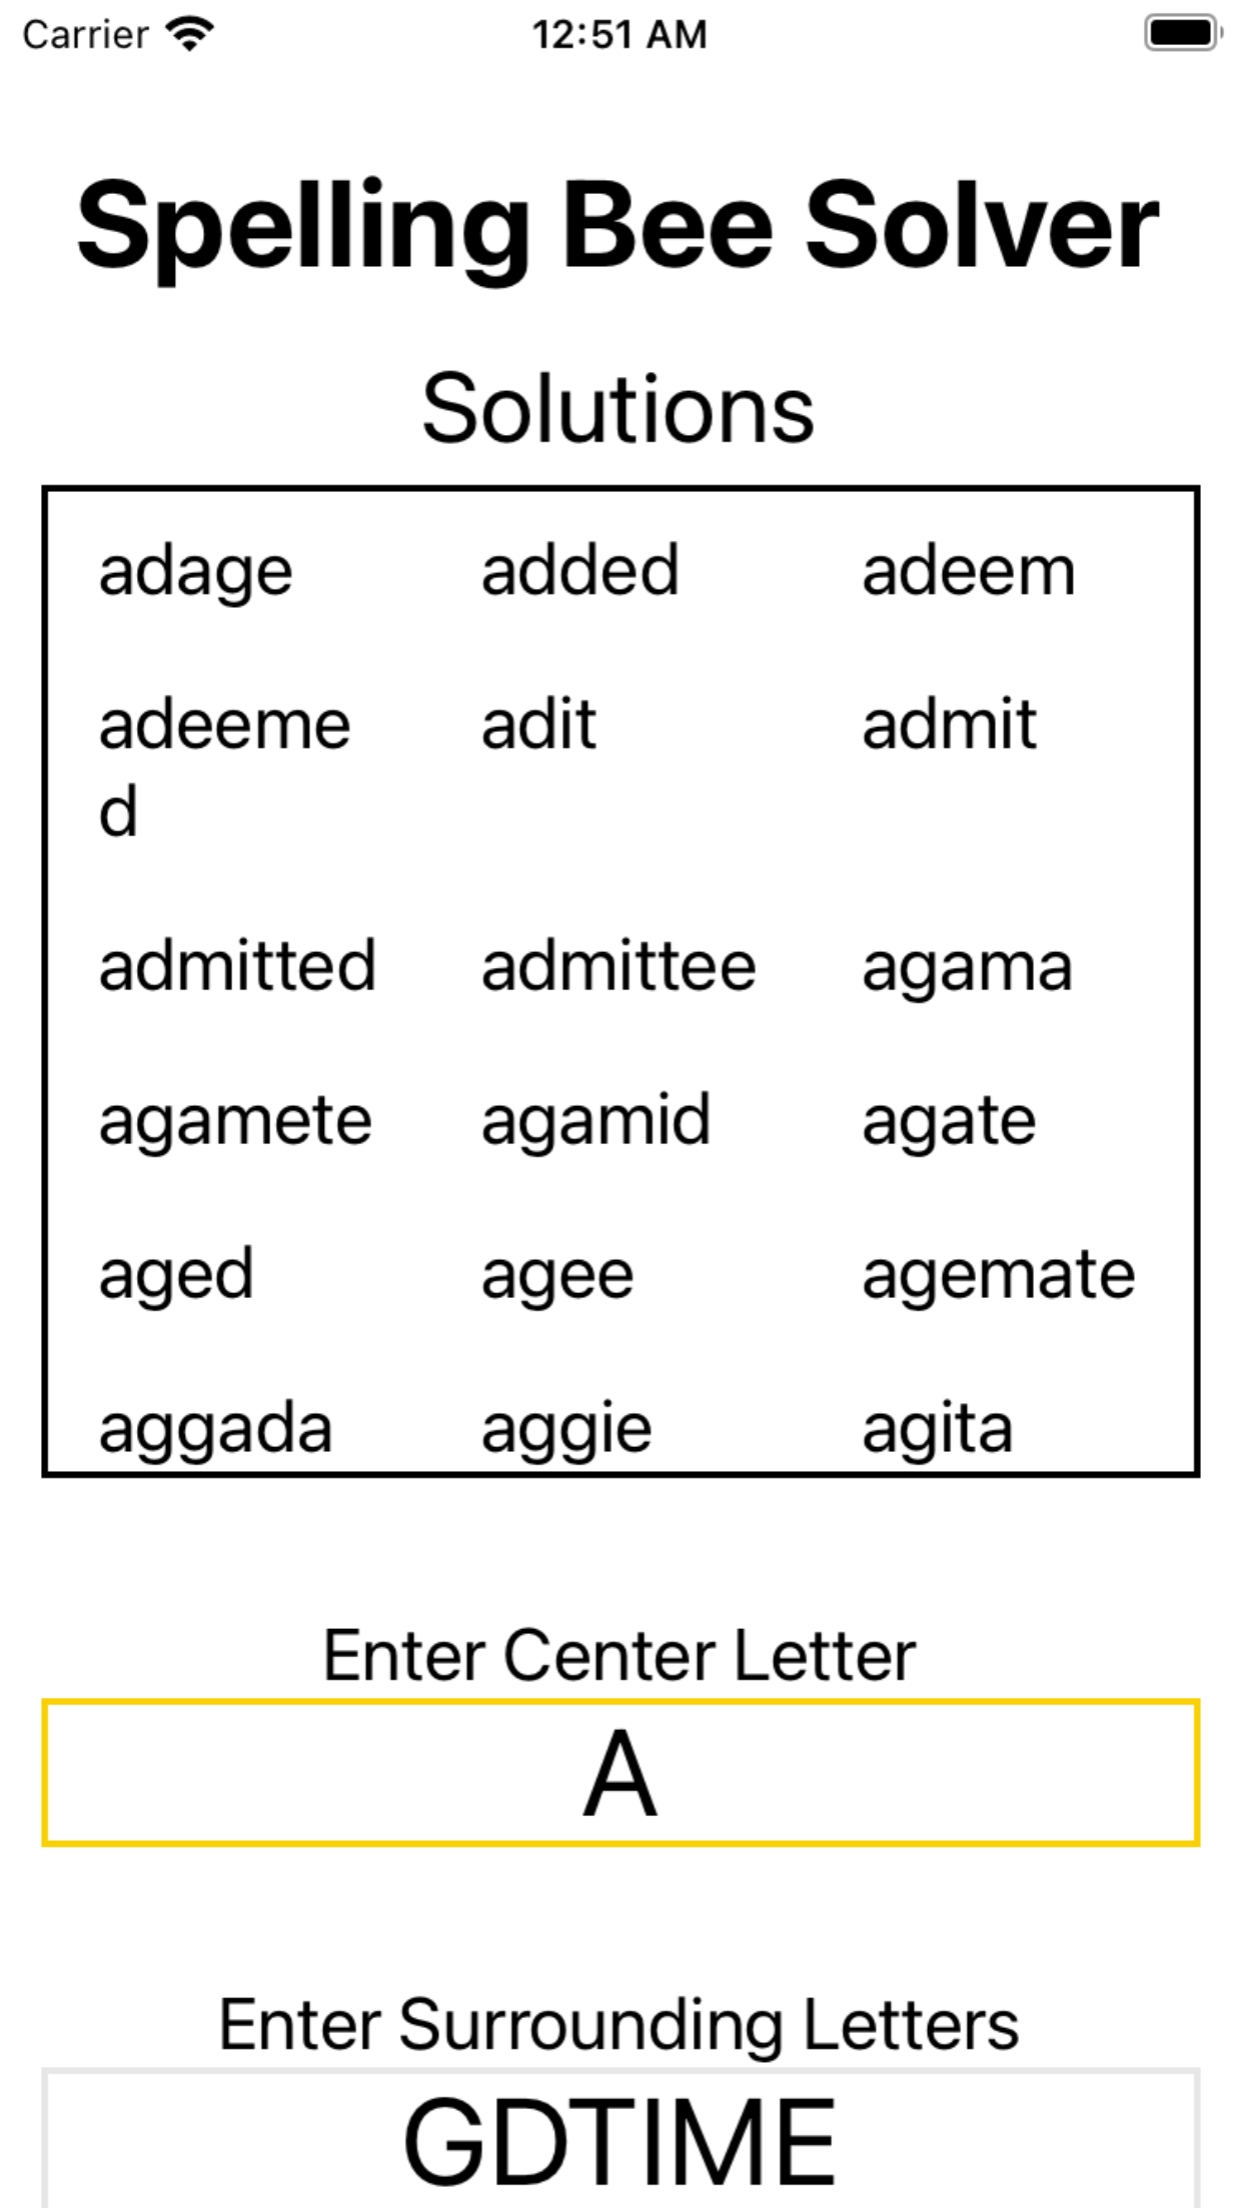 Carrier 12:51 AM
Spelling Bee Solver
Solutions
adage added adeem
adeeme adit admit
d
admitted admittee agama
agamete agamid agate
aged agee agemate
aggada aggie agita
Enter Center Letter
A
Enter Surrounding Letters
GDTIME